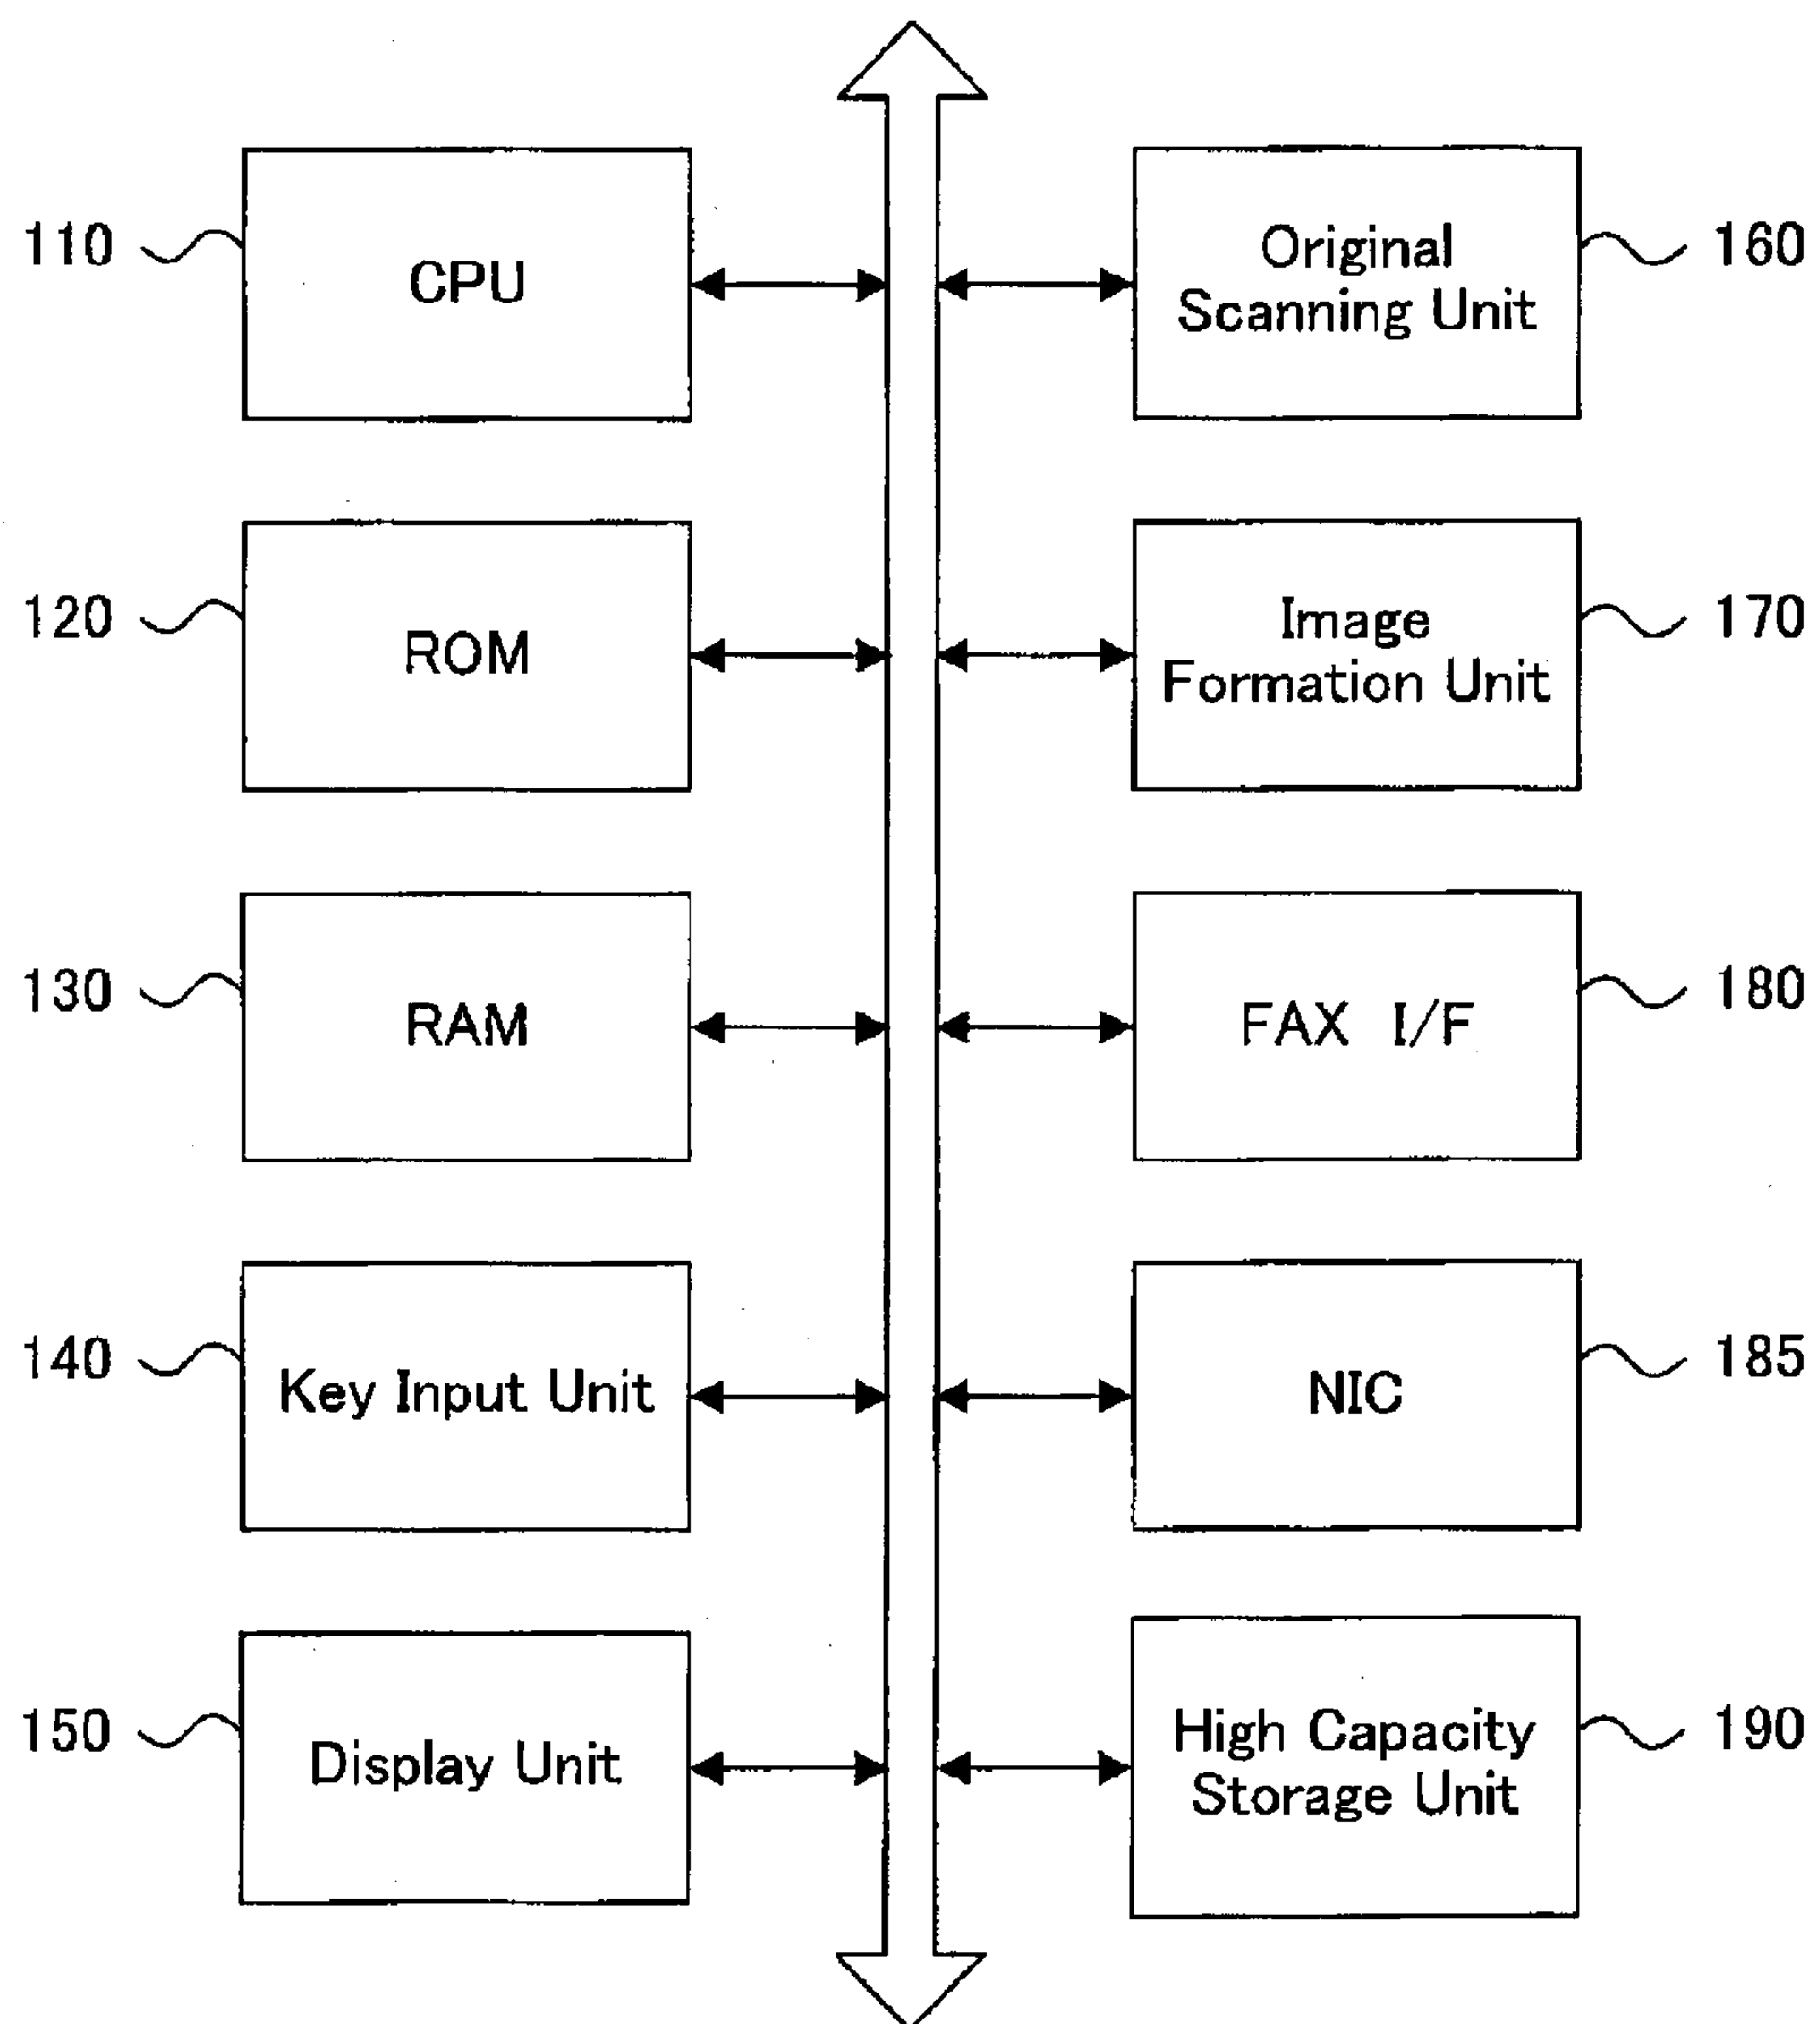 110
CPU
120
ROM
130
RAM
140
Key Input Unit
150
Display Unit
Original
Scanning Unit
160
Image
Formation Unit
170
FAX I/F
180
NIC
185
High Capacity
Storage Unit
190